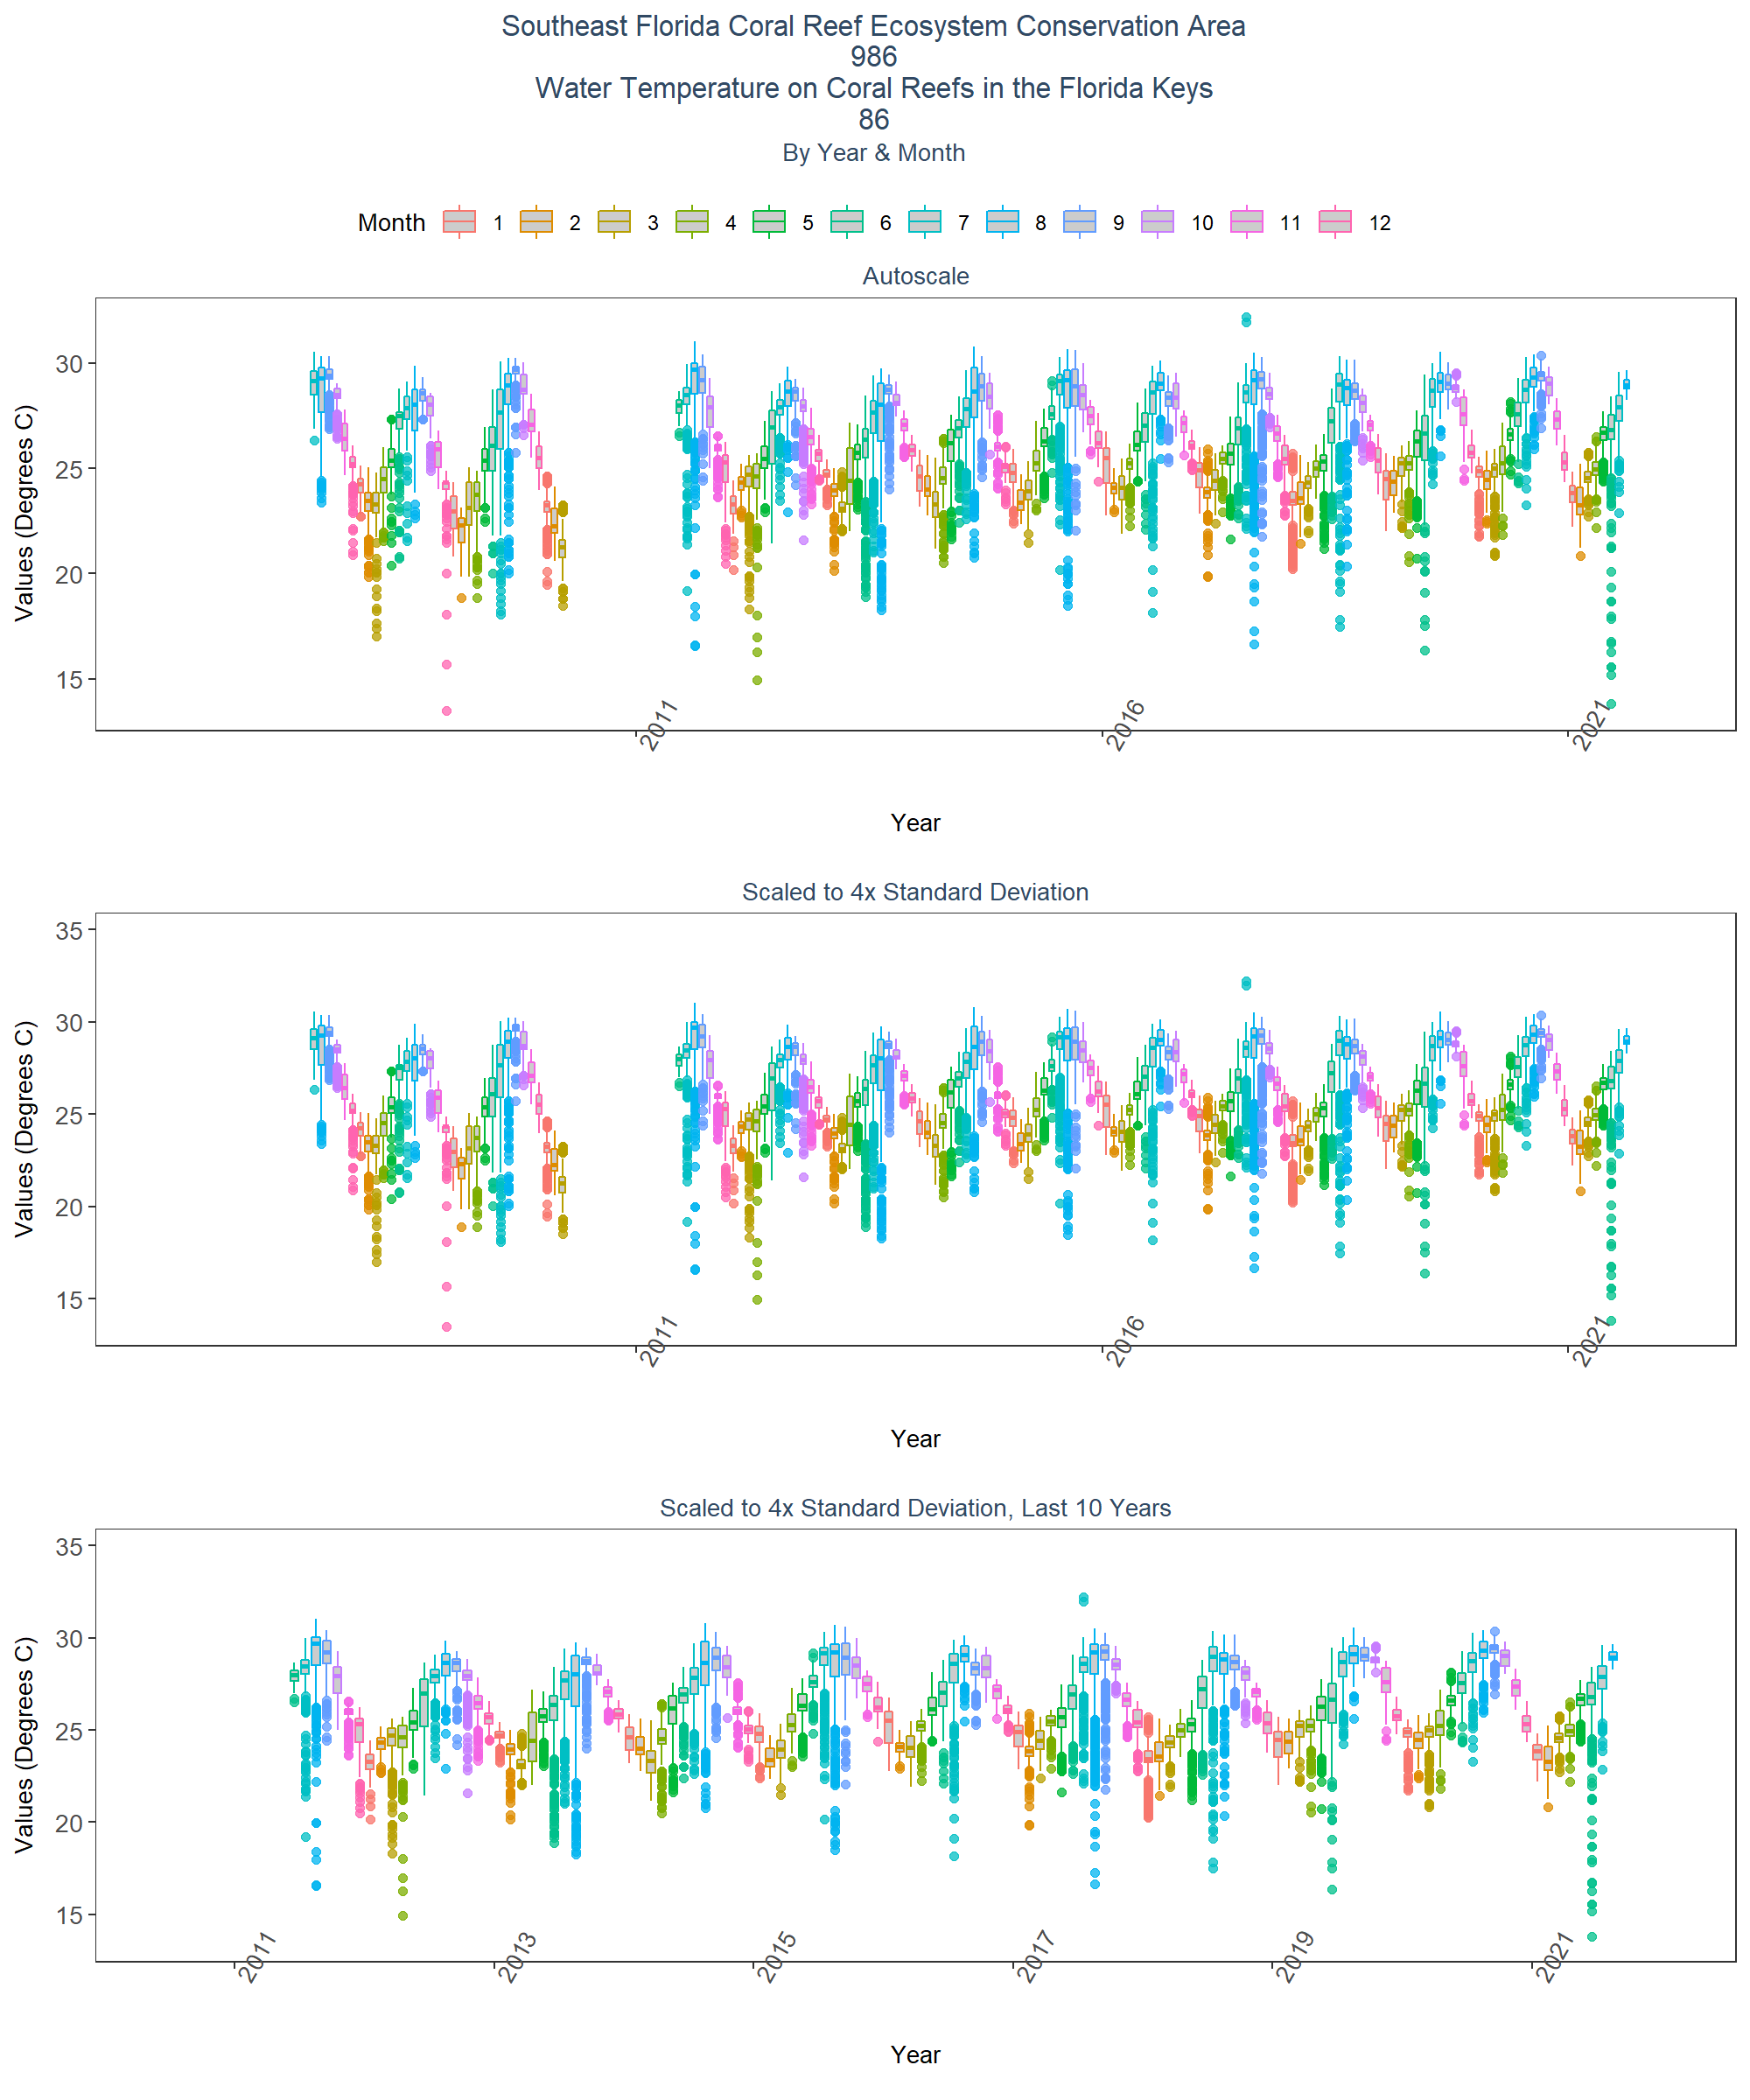 Southeast Florida Coral Reef Ecosystem Conservation Area
986
Water Temperature on Coral Reefs in the Florida Keys
86
By Year & Month
Month 1 2 3 4 5 6 7 8 9 10 11 12
Autoscale
Values (Degrees C)
30
25
20
15
2011 2016 2021
Year
Scaled to 4x Standard Deviation
Values (Degrees C)
35
30
25
20
15
2011 2016 2021
Year
Scaled to 4x Standard Deviation, Last 10 Years
Values (Degrees C)
35
30
25
20
15
2011 2013 2015 2017 2019 2021
Year